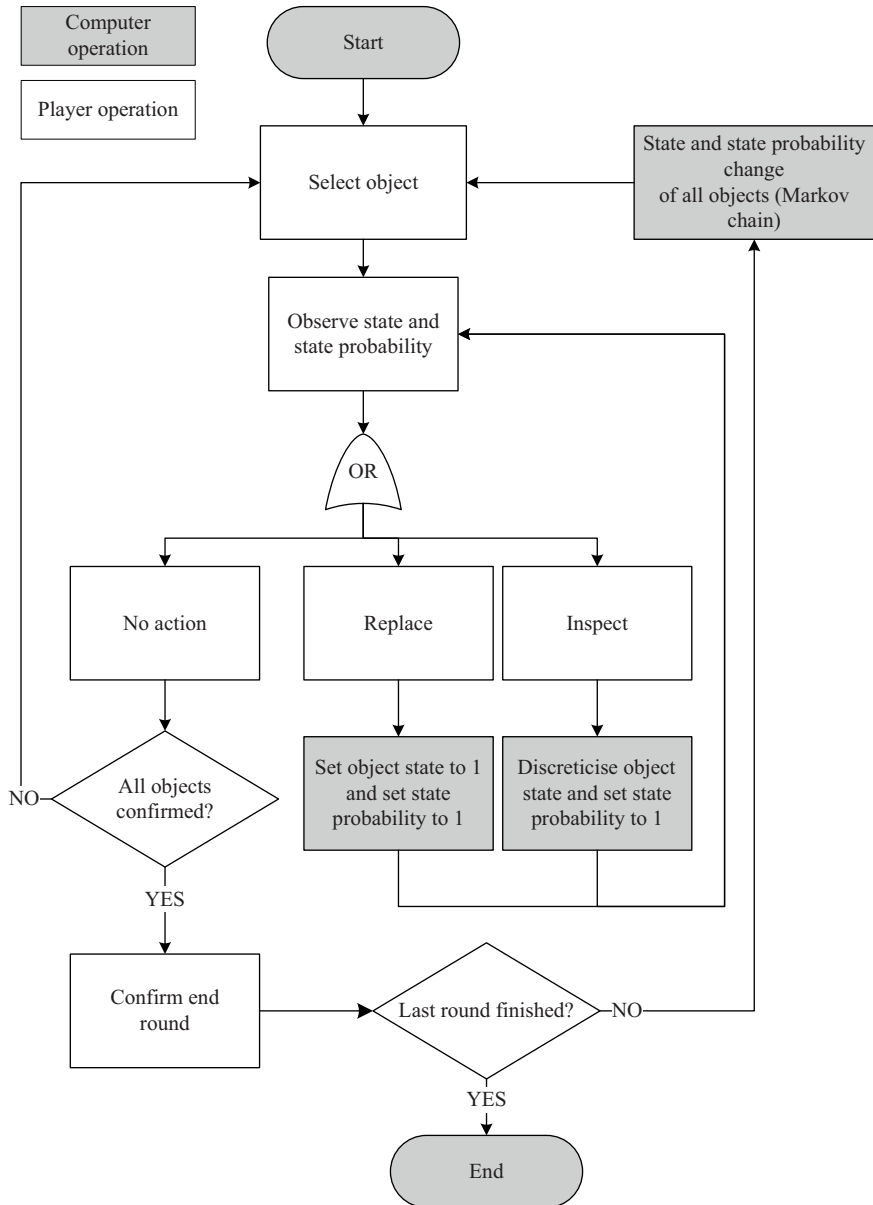 Computer
operation
Start
Player operation
Select object
State and state probability
change
of all objects (Markov
chain)
Observe state and
state probability
OR
No action
Replace
Inspect
Set object state to 1
and set state
probability to 1
Discreticise object
state and set state
probability to 1
NO
All objects
confirmed?
YES
Confirm end
round
Last round finished?
NO
YES
End